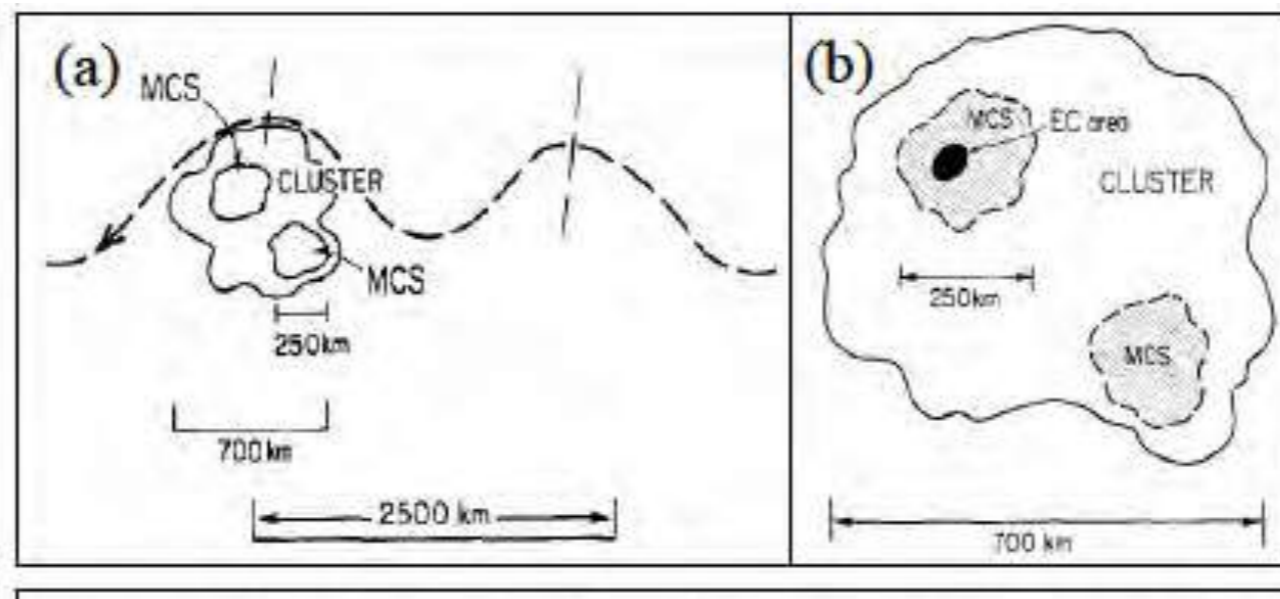 (a)
MCS
CLUSTER
MCS
250km
700km
2500 km
(b)
MCS
EC area
CLUSTER
250km
MCS
700 km